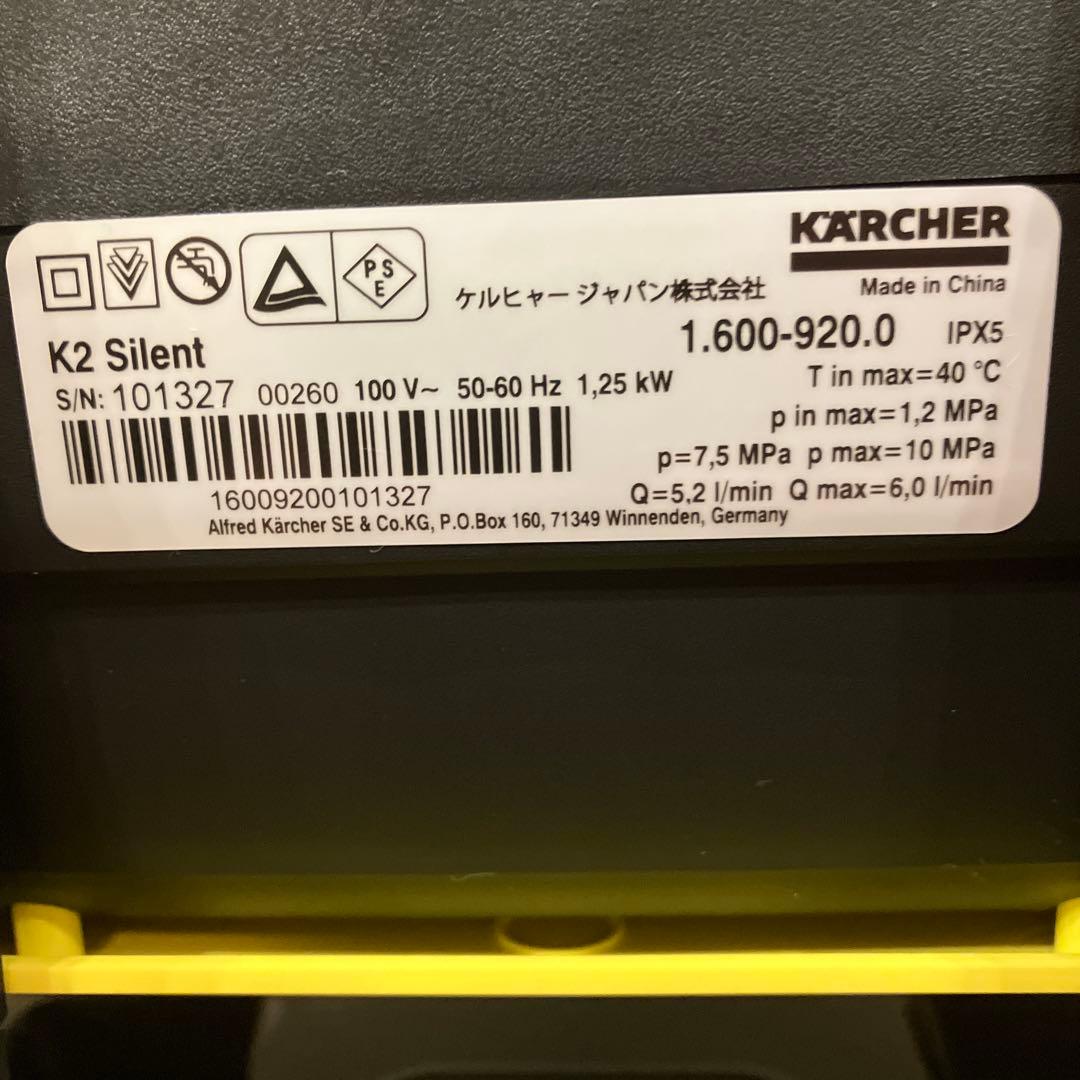 KÄRCHER
PS
E
ケルヒャー ジャパン株式会社
Made in China
K2 Silent
1.600-920.0 IPX5
S/N: 101327 00260 100 V~ 50-60 Hz 1,25 kW
T in max=40 °C
p in max=1,2 MPa
p=7,5 MPa p max=10 MPa
16009200101327
Q=5,2 l/min Q max=6,0 l/min
Alfred Kärcher SE & Co.KG, P.O.Box 160, 71349 Winnenden, Germany